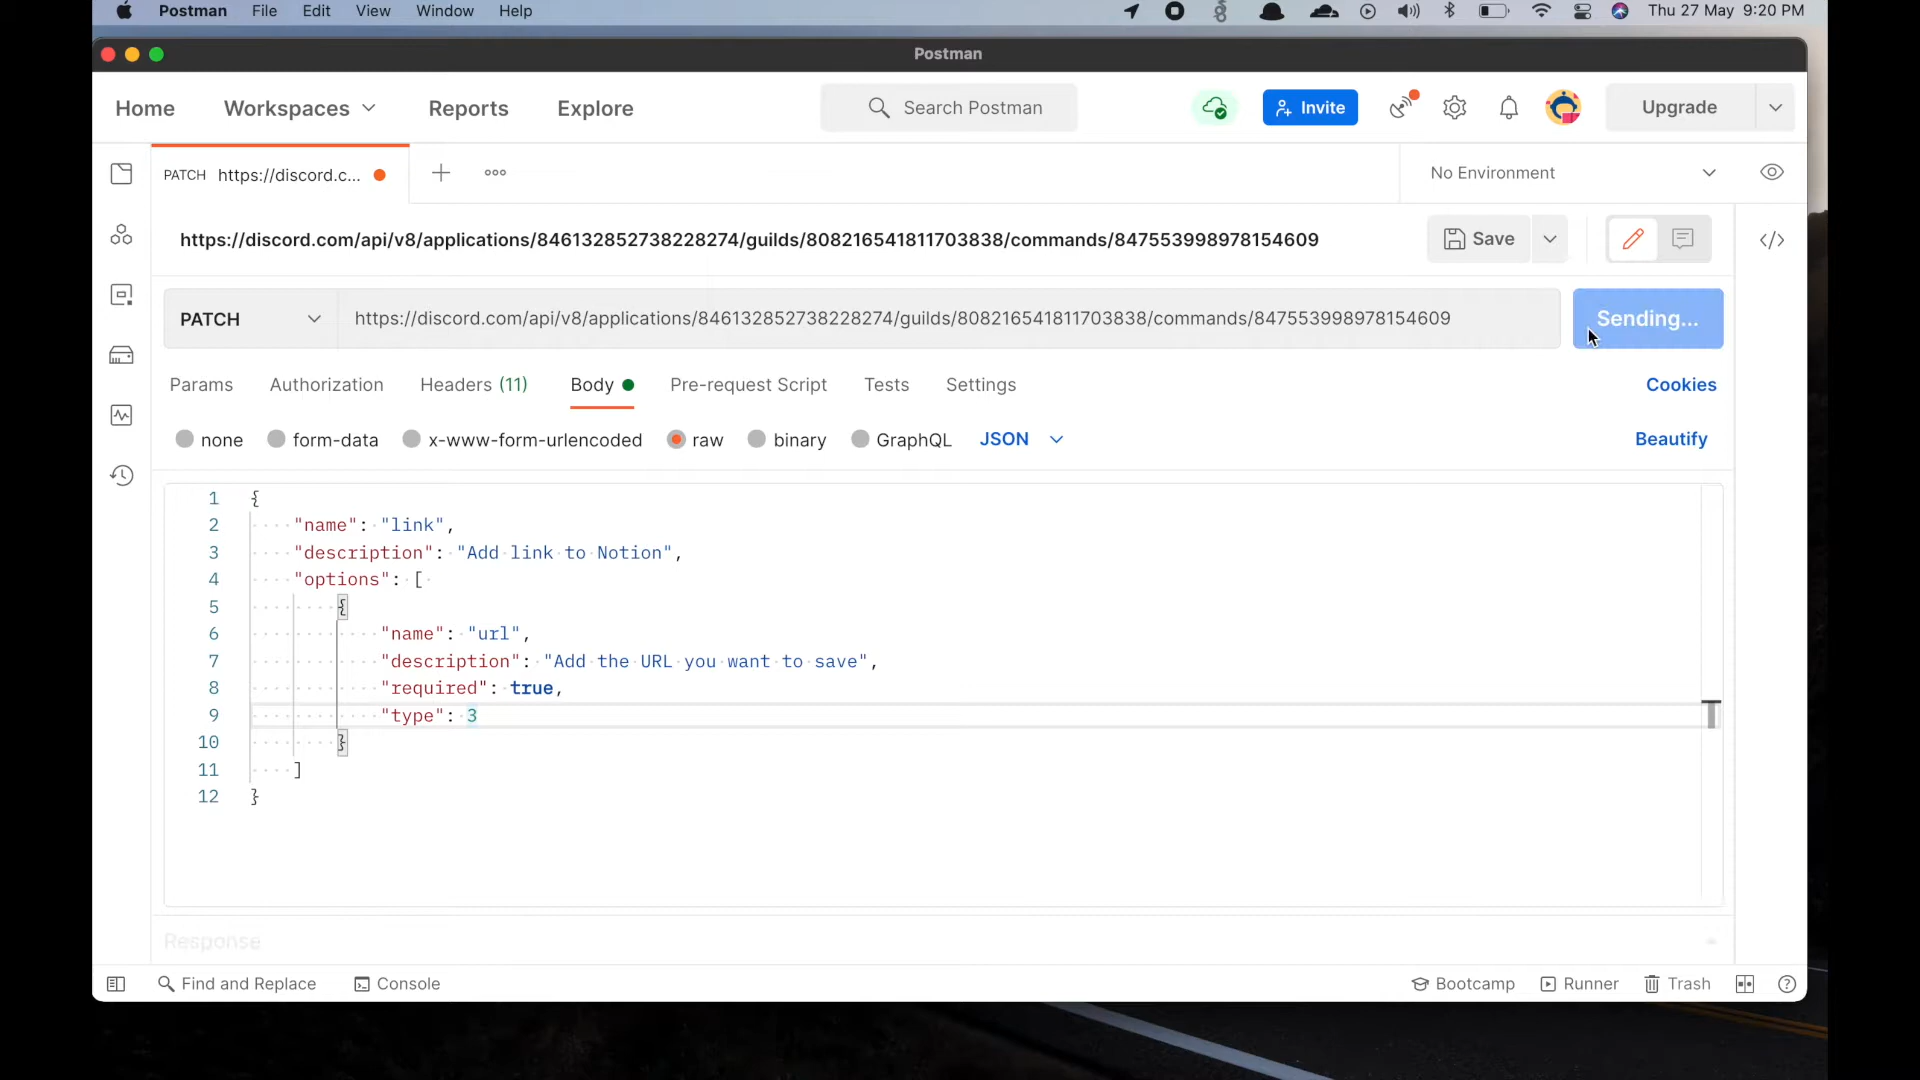 Postman File Edit View Window Help Thu 27 May 9:20 PM
Postman
Home Workspaces Reports Explore Search Postman Invite Upgrade
PATCH https://discord.c... No Environment
https://discord.com/api/v8/applications/846132852738228274/guilds/808216541811703838/commands/847553998978154609 Save
PATCH https://discord.com/api/v8/applications/846132852738228274/guilds/808216541811703838/commands/847553998978154609 Sending...
Params Authorization Headers (11) Body Pre-request Script Tests Settings Cookies
none form-data x-www-form-urlencoded raw binary GraphQL JSON Beautify
1 {
2 "name": "link",
3 "description": "Add link to Notion",
4 "options": [
5 {
6 "name": "url",
7 "description": "Add the URL you want to save",
8 "required": true,
9 "type": 3
10 }
11 ]
12 }
Response
Find and Replace Console Bootcamp Runner Trash